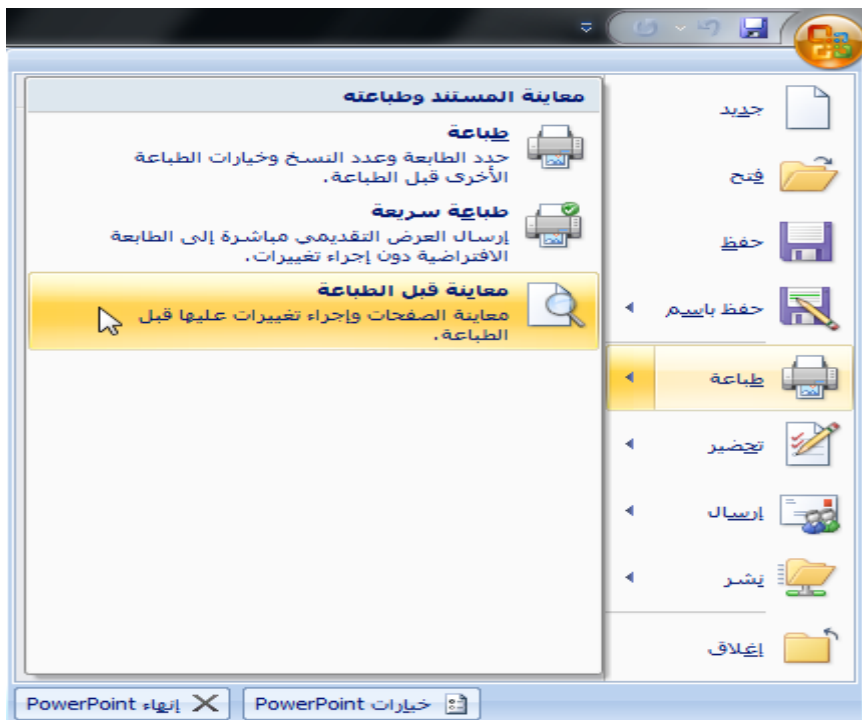 جديد
فتح
حفظ
حفظ باسم
طباعة
تحضير
إرسال
نشر
إغلاق
معاينة المستند وطباعته
طباعة
حدد الطابعة وعدد النسخ وخيارات الطباعة
الأخرى قبل الطباعة.
طباعة سريعة
إرسال العرض التقديمي مباشرة إلى الطابعة
الافتراضية دون إجراء تغييرات.
معاينة قبل الطباعة
معاينة الصفحات وإجراء تغييرات عليها قبل
الطباعة.
خيارات PowerPoint
إنهاء PowerPoint